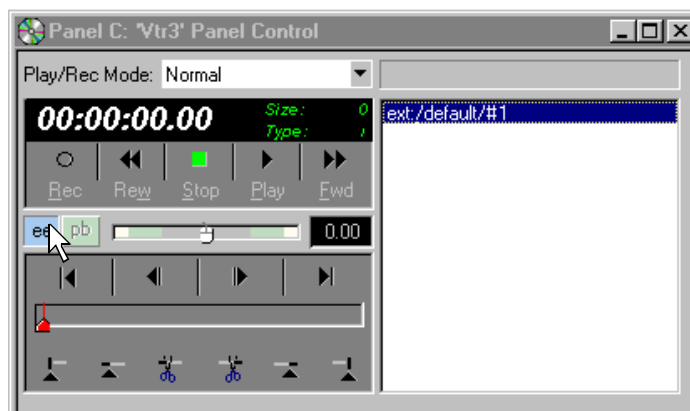 Panel C: 'Vtr3' Panel Control
Play/Rec Mode: Normal
00:00:00.00 Size: 0
Type: I
ext:/default/#1
Rec Rew Stop Play Fwd
ee pb 0.00